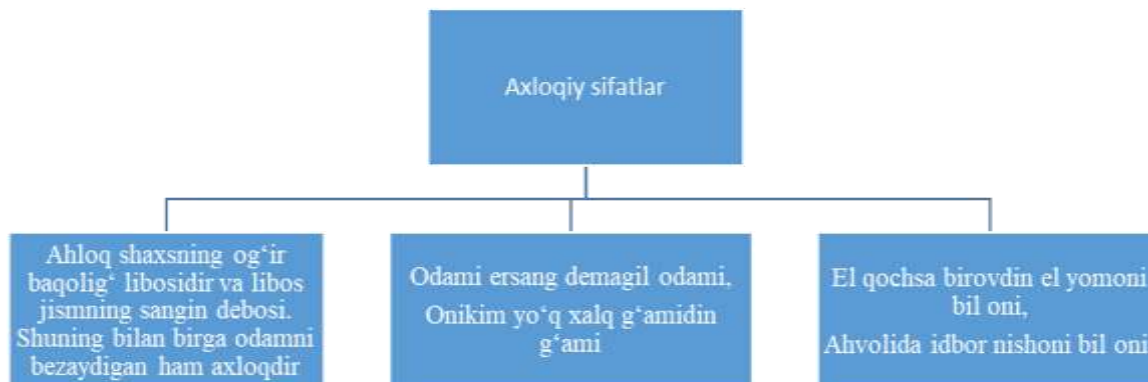 Axloqiy sifatlar
Ahloq shaxsning og‘ir
baqolig‘ libosidir va libos
jismning sangin debosi.
Shuning bilan birga odamni
bezaydigan ham axloqdir
Odami ersang demagil odami,
Onikim yo‘q xalq g‘amidin
g‘ami
El qochsa birovdin el yomoni
bil oni,
Ahvolida idbor nishoni bil oni